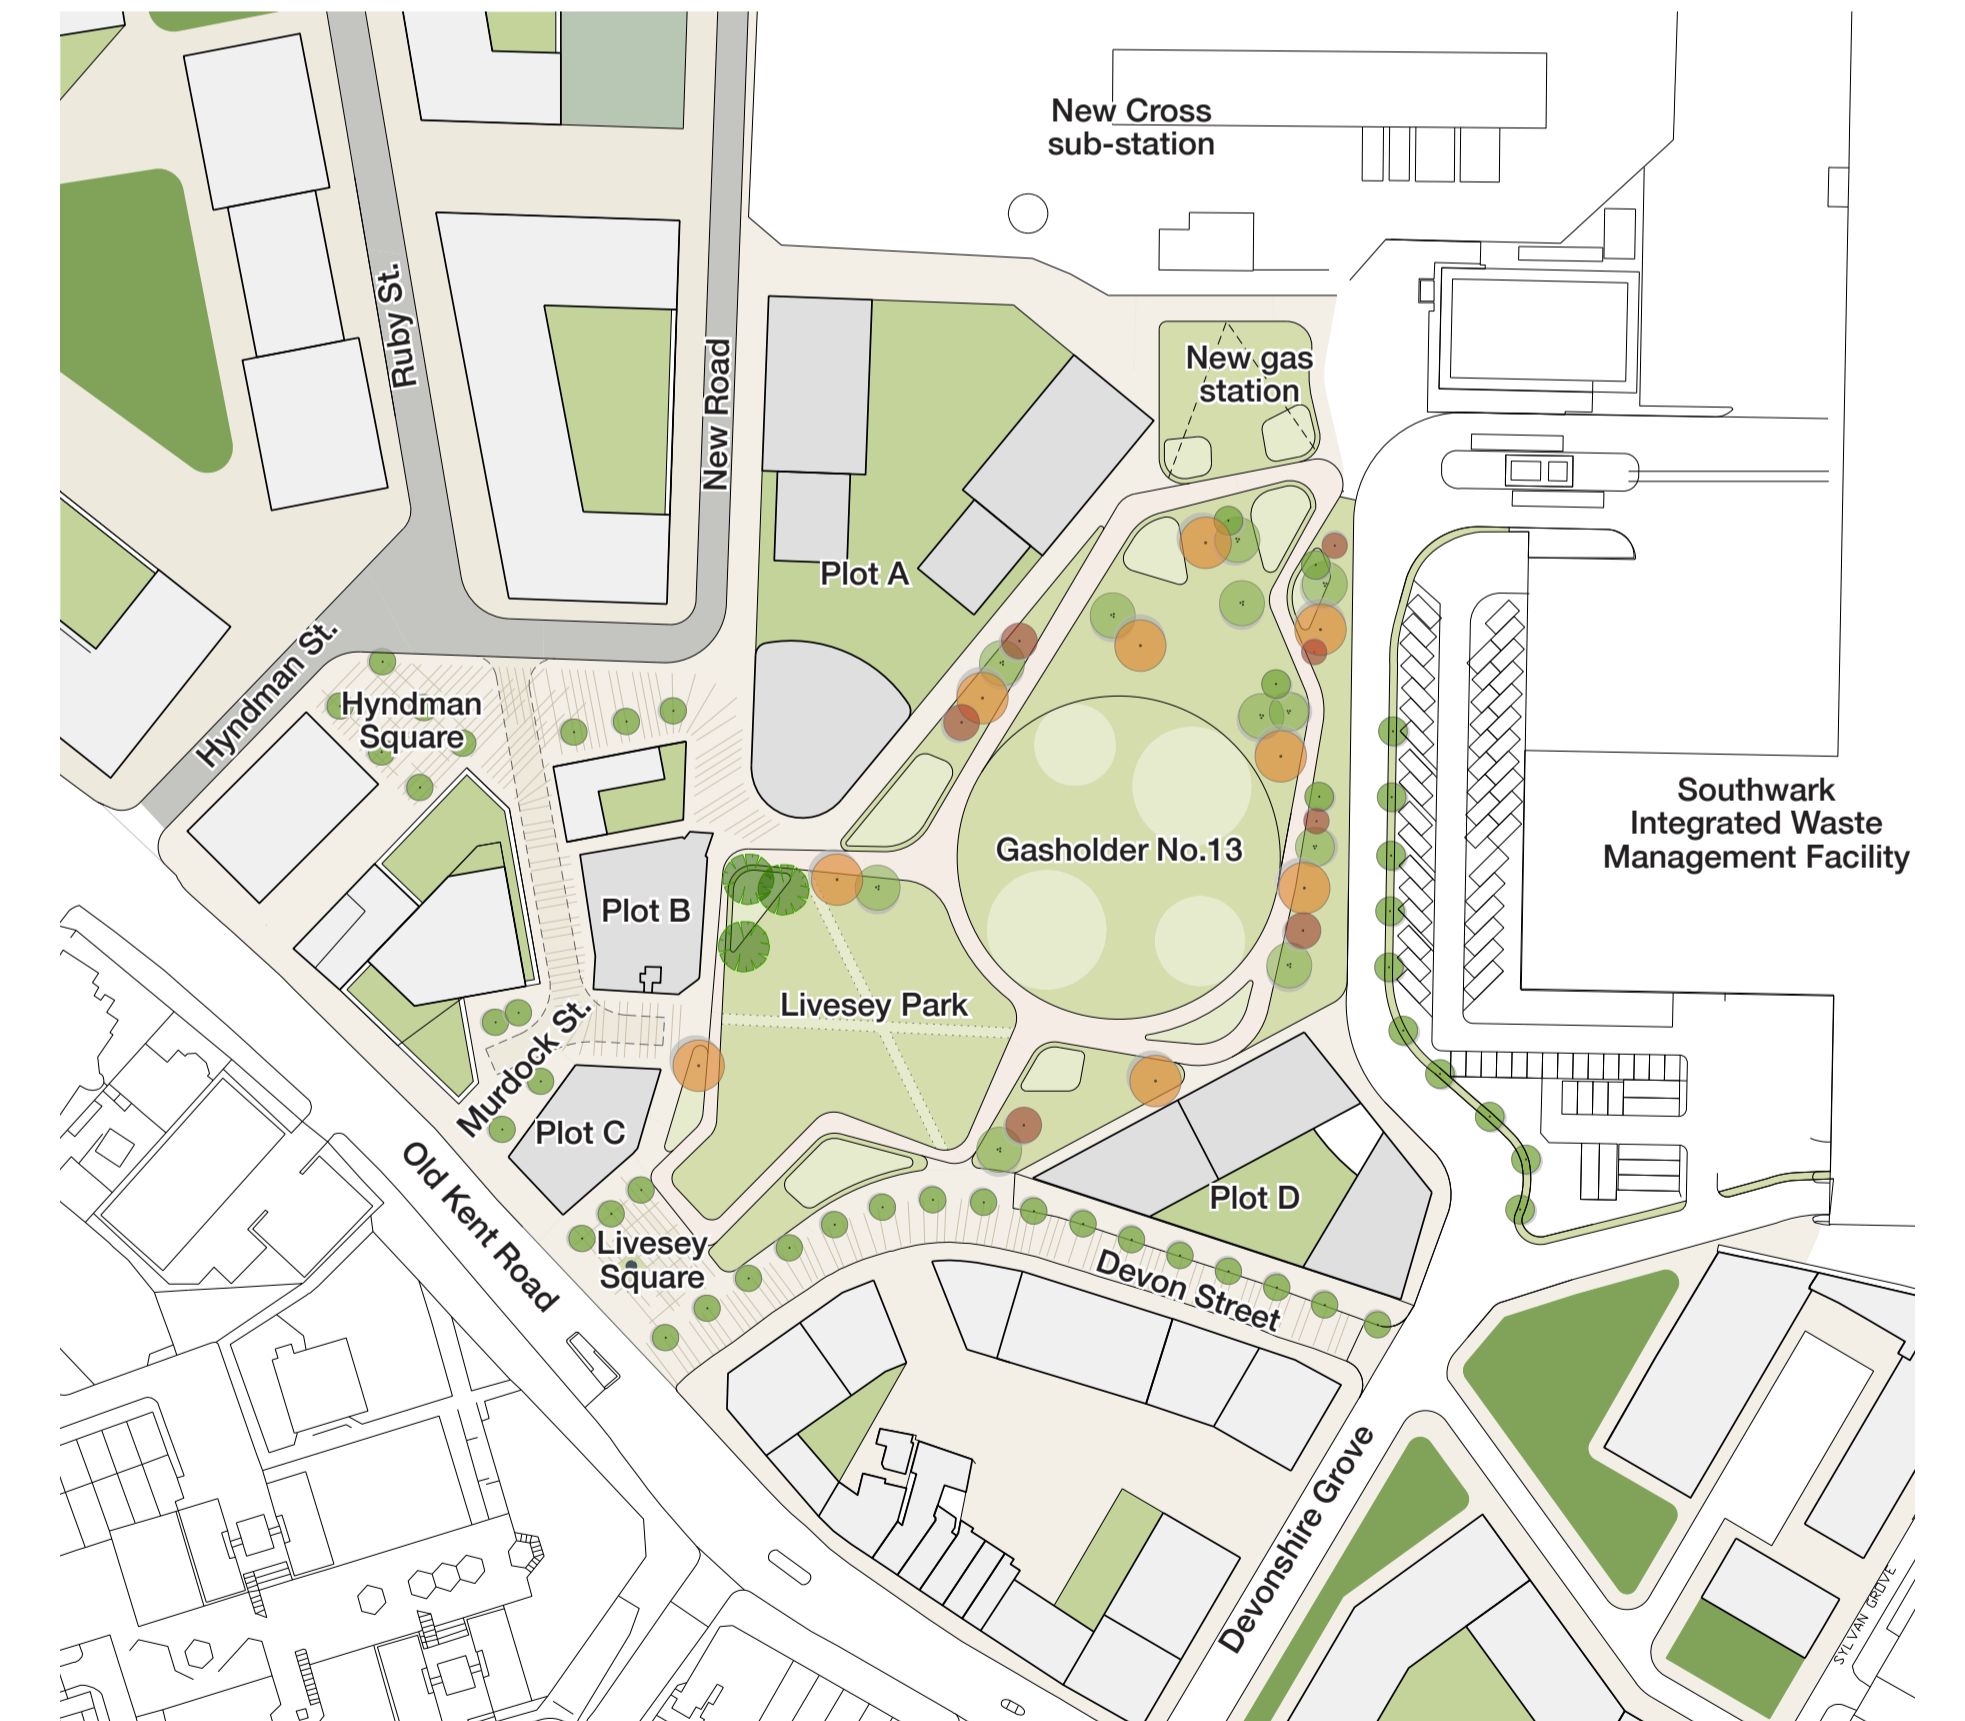 New Cross
sub-station
Ruby St.
New Road
New gas
station
Plot A
Hyndman St.
Hyndman
Square
Southwark
Integrated Waste
Management Facility
Gasholder No.13
Plot B
Livesey Park
Murdock St.
Plot C
Old Kent Road
Plot D
Livesey
Square
Devon Street
Devonshire Grove
SYLVAN GROVE